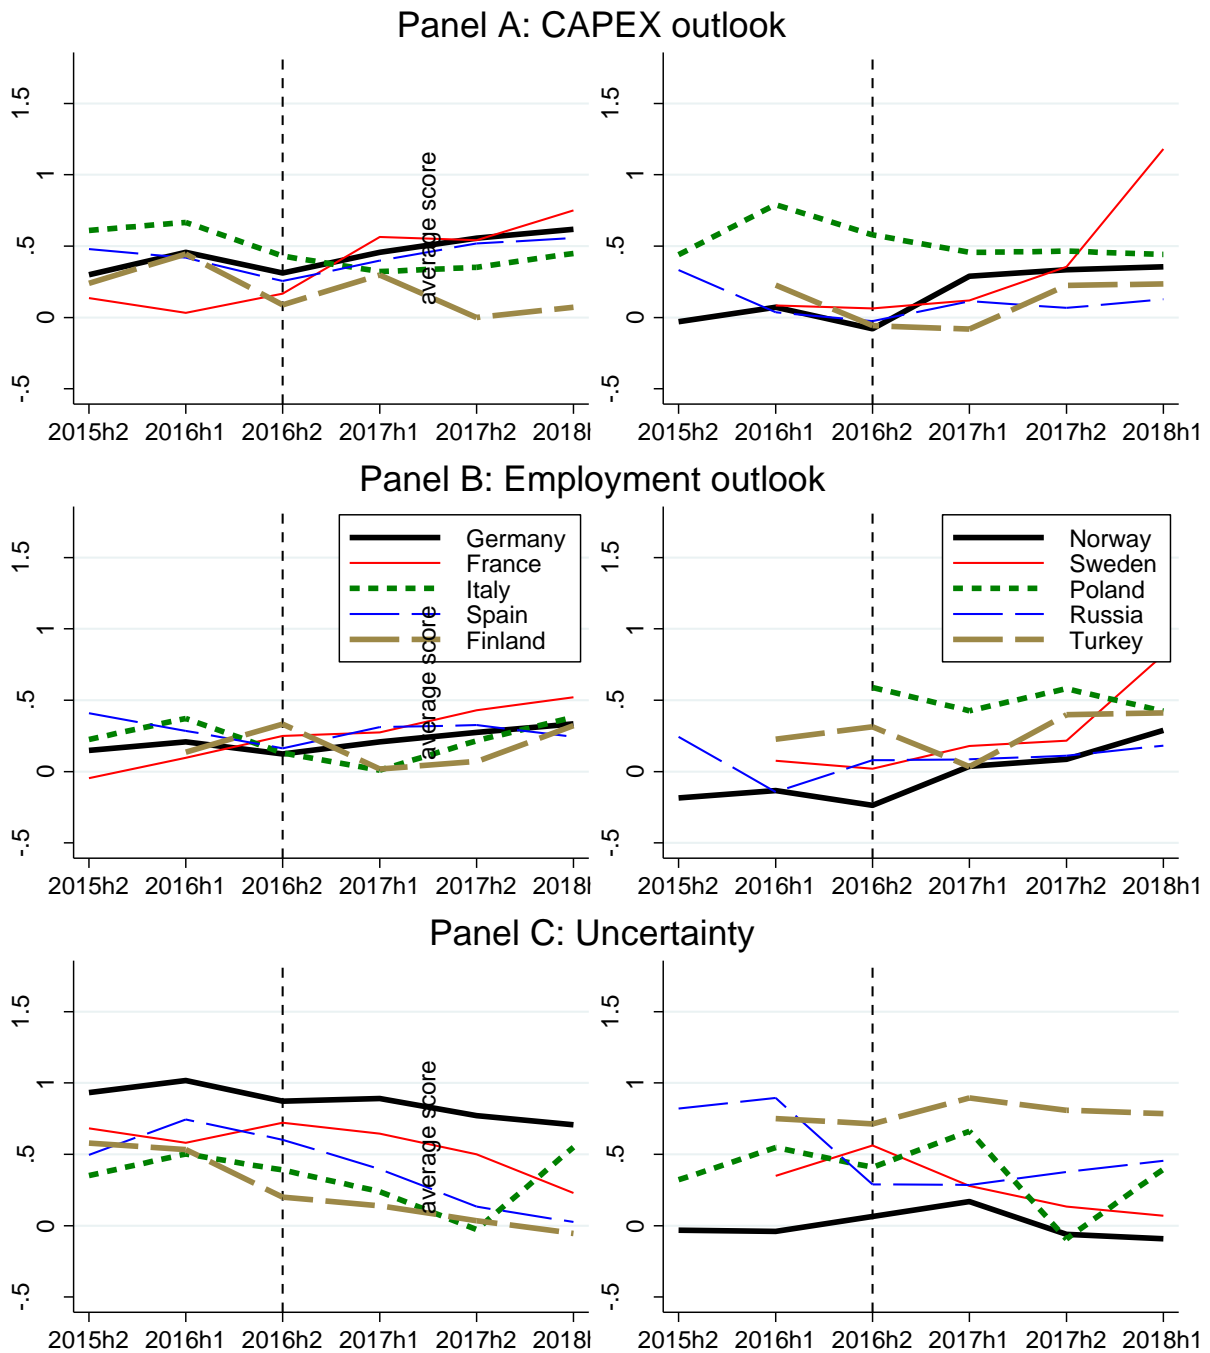 Panel A: CAPEX outlook
1.5
1
.5
0
-.5
average score
1.5
1
.5
0
-.5
2015h2 2016h1 2016h2 2017h1 2017h2 2018h
2015h2 2016h1 2016h2 2017h1 2017h2 2018h1
Panel B: Employment outlook
1.5
1
.5
0
-.5
Germany
France
Italy
Spain
Finland
average score
1.5
1
.5
0
-.5
Norway
Sweden
Poland
Russia
Turkey
2015h2 2016h1 2016h2 2017h1 2017h2 2018h
2015h2 2016h1 2016h2 2017h1 2017h2 2018h1
Panel C: Uncertainty
1.5
1
.5
0
-.5
average score
1.5
1
.5
0
-.5
2015h2 2016h1 2016h2 2017h1 2017h2 2018h
2015h2 2016h1 2016h2 2017h1 2017h2 2018h1